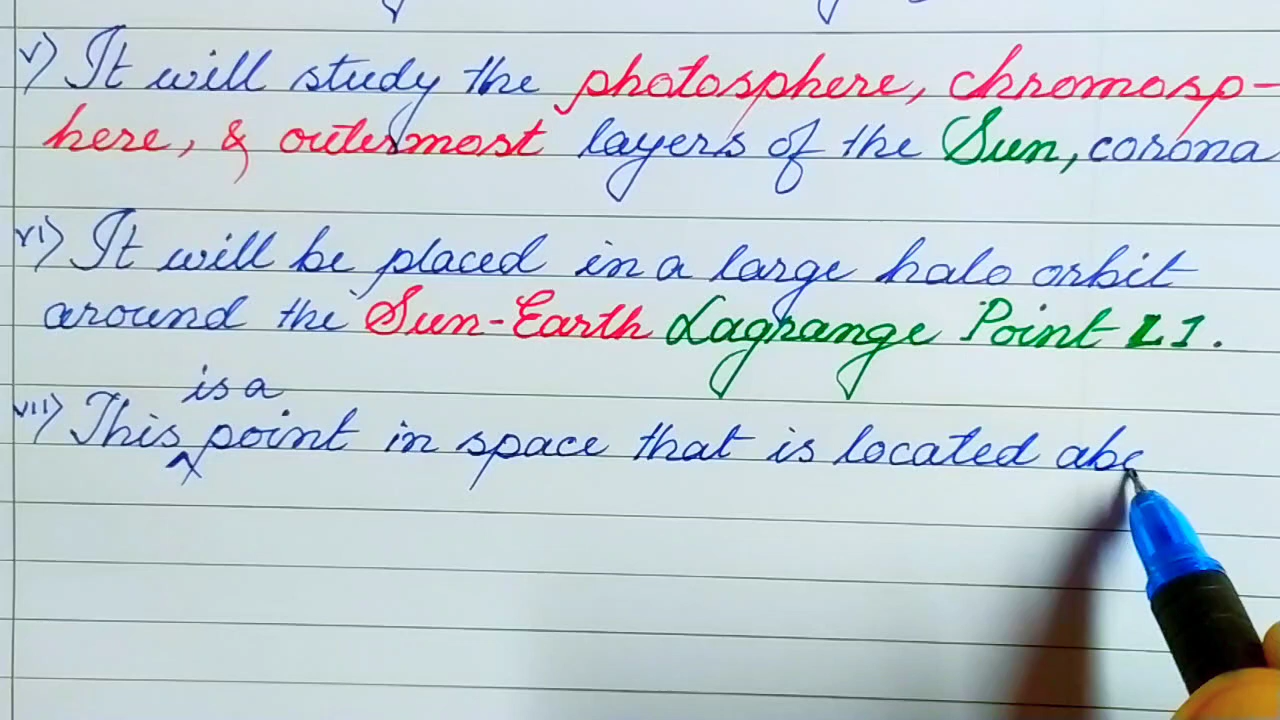 v) It will study the photosphere, chromosp-
here, & outermost layers of the Sun, corona
vi) It will be placed in a large halo orbit
around the Sun-Earth Lagrange Point L1.
is a
vii) This ^ point in space that is located abo